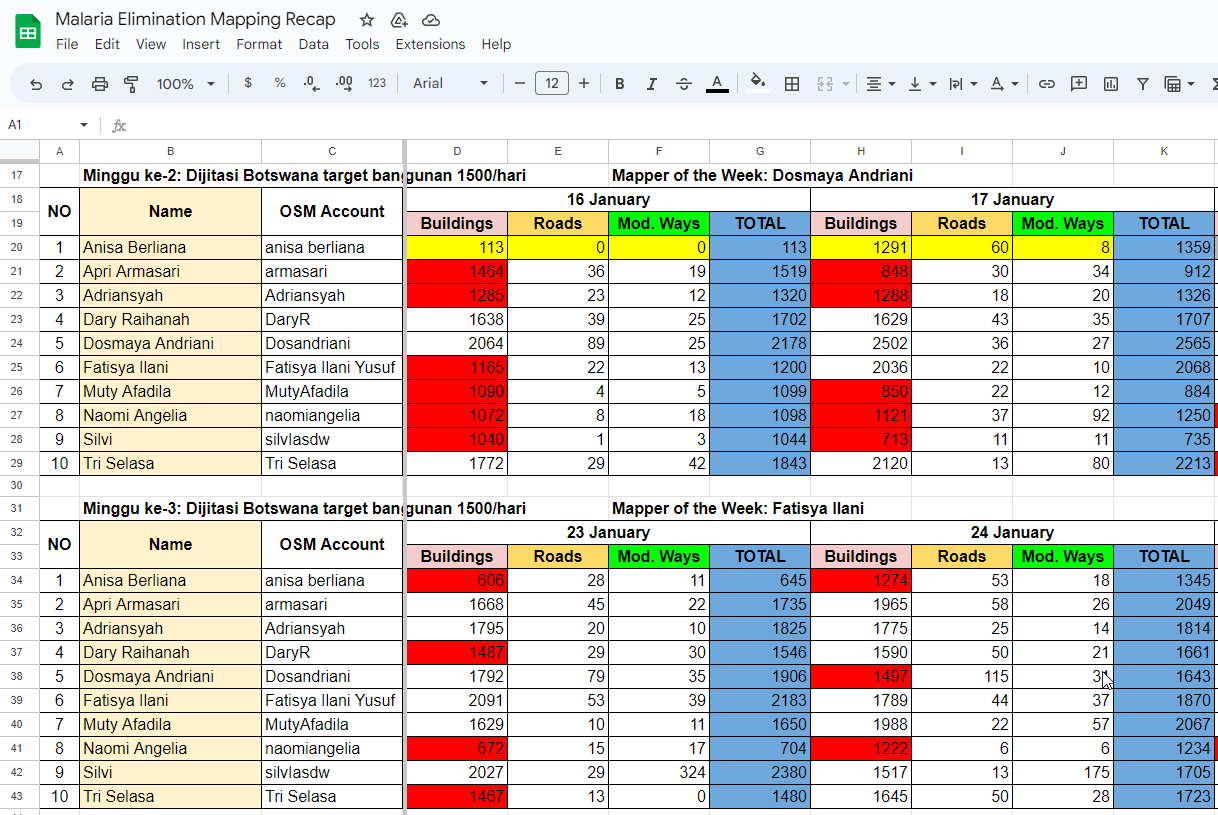 Malaria Elimination Mapping Recap
File Edit View Insert Format Data Tools Extensions Help
100% $ % .0 .00 123 Arial 12 B I A
A1 fx
A B C D E F G H I J K
17 Minggu ke-2: Dijitasi Botswana target bangunan 1500/hari Mapper of the Week: Dosmaya Andriani
18 NO Name OSM Account 16 January 17 January
19 Buildings Roads Mod. Ways TOTAL Buildings Roads Mod. Ways TOTAL
20 1 Anisa Berliana anisa berliana 113 0 0 113 1291 60 8 1359
21 2 Apri Armasari armasari 1464 36 19 1519 848 30 34 912
22 3 Adriansyah Adriansyah 1285 23 12 1320 1288 18 20 1326
23 4 Dary Raihanah DaryR 1638 39 25 1702 1629 43 35 1707
24 5 Dosmaya Andriani Dosandriani 2064 89 25 2178 2502 36 27 2565
25 6 Fatisya Ilani Fatisya Ilani Yusuf 1165 22 13 1200 2036 22 10 2068
26 7 Muty Afadila MutyAfadila 1090 4 5 1099 850 22 12 884
27 8 Naomi Angelia naomiangelia 1072 8 18 1098 1121 37 92 1250
28 9 Silvi silvlasdw 1040 1 3 1044 713 11 11 735
29 10 Tri Selasa Tri Selasa 1772 29 42 1843 2120 13 80 2213
30
31 Minggu ke-3: Dijitasi Botswana target bangunan 1500/hari Mapper of the Week: Fatisya Ilani
32 NO Name OSM Account 23 January 24 January
33 Buildings Roads Mod. Ways TOTAL Buildings Roads Mod. Ways TOTAL
34 1 Anisa Berliana anisa berliana 606 28 11 645 1274 53 18 1345
35 2 Apri Armasari armasari 1668 45 22 1735 1965 58 26 2049
36 3 Adriansyah Adriansyah 1795 20 10 1825 1775 25 14 1814
37 4 Dary Raihanah DaryR 1487 29 30 1546 1590 50 21 1661
38 5 Dosmaya Andriani Dosandriani 1792 79 35 1906 1497 115 1643
39 6 Fatisya Ilani Fatisya Ilani Yusuf 2091 53 39 2183 1789 44 37 1870
40 7 Muty Afadila MutyAfadila 1629 10 11 1650 1988 22 57 2067
41 8 Naomi Angelia naomiangelia 672 15 17 704 1222 6 6 1234
42 9 Silvi silvlasdw 2027 29 324 2380 1517 13 175 1705
43 10 Tri Selasa Tri Selasa 1467 13 0 1480 1645 50 28 1723